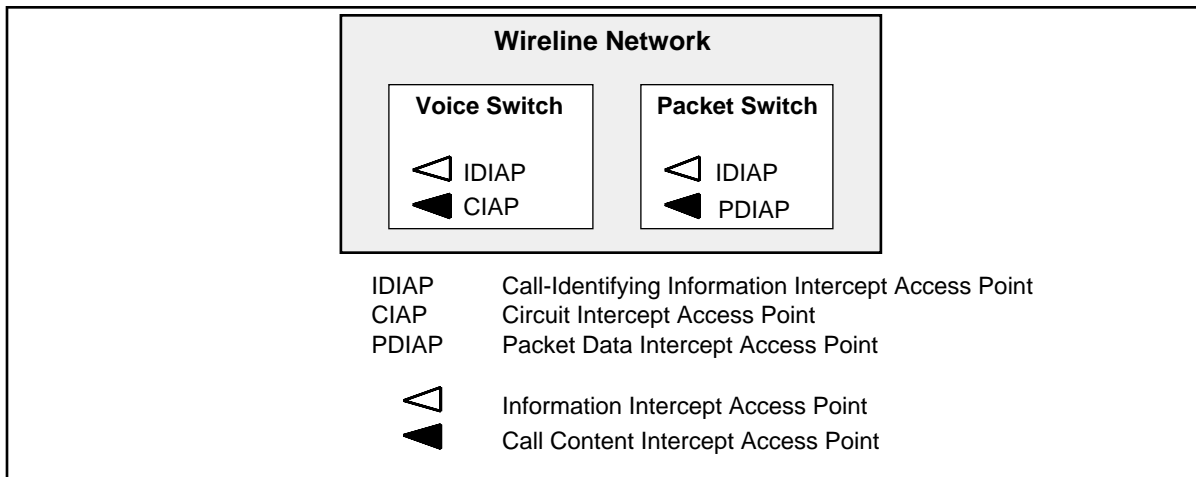 Wireline Network
Voice Switch
Packet Switch
IDIAP
IDIAP
CIAP
PDIAP
IDIAP Call-Identifying Information Intercept Access Point
CIAP Circuit Intercept Access Point
PDIAP Packet Data Intercept Access Point
Information Intercept Access Point
Call Content Intercept Access Point